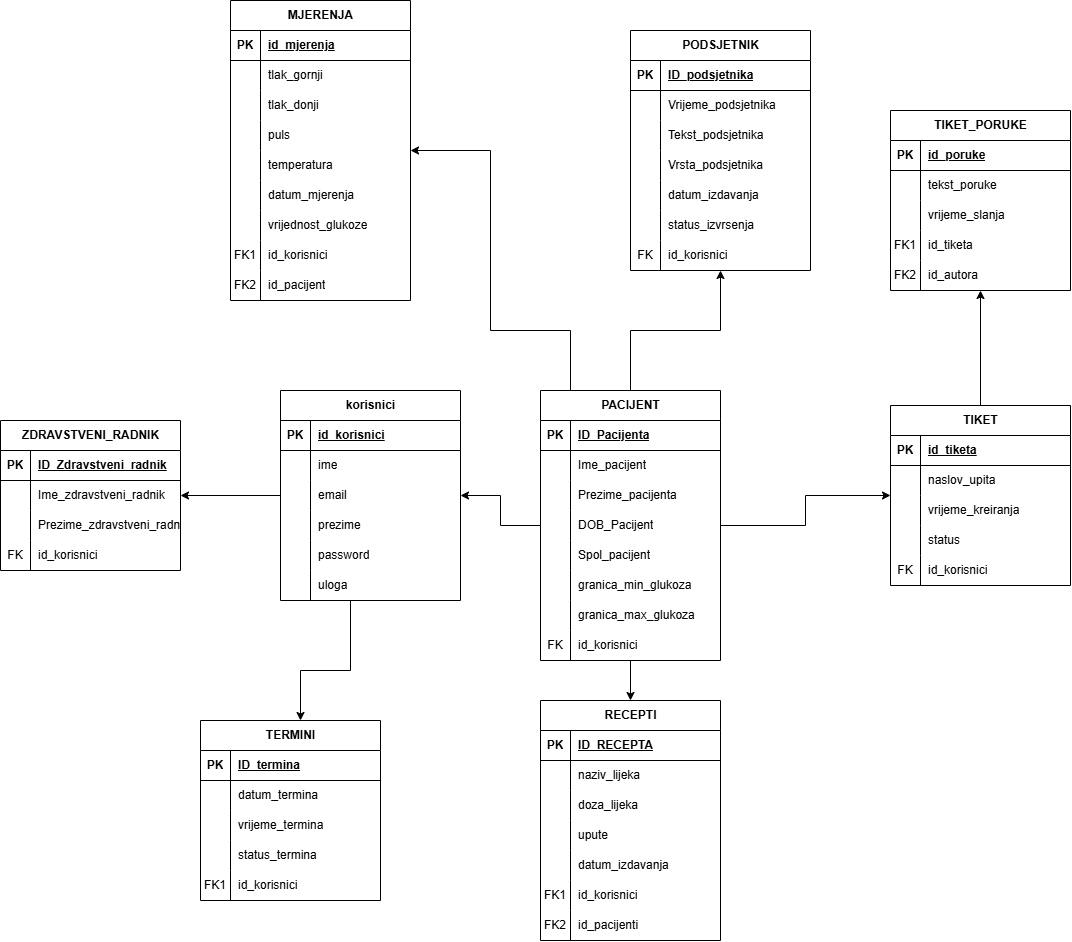 MJERENJA
PK id_mjerenja
tlak_gornji
tlak_donji
puls
temperatura
datum_mjerenja
vrijednost_glukoze
FK1 id_korisnici
FK2 id_pacijent
PODSJETNIK
PK ID_podsjetnika
Vrijeme_podsjetnika
Tekst_podsjetnika
Vrsta_podsjetnika
datum_izdavanja
status_izvrsenja
FK id_korisnici
TIKET_PORUKE
PK id_poruke
tekst_poruke
vrijeme_slanja
FK1 id_tiketa
FK2 id_autora
ZDRAVSTVENI_RADNIK
PK ID_Zdravstveni_radnik
Ime_zdravstveni_radnik
Prezime_zdravstveni_radn
FK id_korisnici
korisnici
PK id_korisnici
ime
email
prezime
password
uloga
PACIJENT
PK ID_Pacijenta
Ime_pacijent
Prezime_pacijenta
DOB_Pacijent
Spol_pacijent
granica_min_glukoza
granica_max_glukoza
FK id_korisnici
TIKET
PK id_tiketa
naslov_upita
vrijeme_kreiranja
status
FK id_korisnici
TERMINI
PK ID_termina
datum_termina
vrijeme_termina
status_termina
FK1 id_korisnici
RECEPTI
PK ID_RECEPTA
naziv_lijeka
doza_lijeka
upute
datum_izdavanja
FK1 id_korisnici
FK2 id_pacijenti